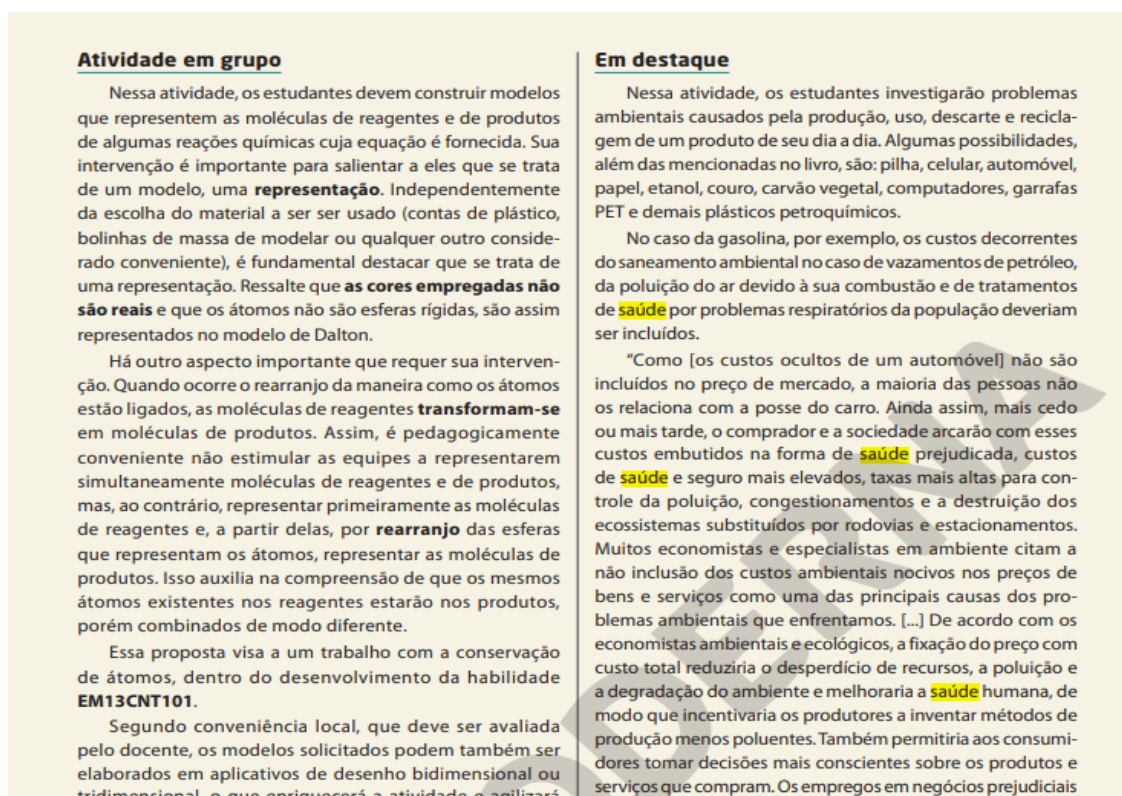 Atividade em grupo
Nessa atividade, os estudantes devem construir modelos
que representem as moléculas de reagentes e de produtos
de algumas reações químicas cuja equação é fornecida. Sua
intervenção é importante para salientar a eles que se trata
de um modelo, uma representação. Independentemente
da escolha do material a ser ser usado (contas de plástico,
bolinhas de massa de modelar ou qualquer outro conside-
rado conveniente), é fundamental destacar que se trata de
uma representação. Ressalte que as cores empregadas não
são reais e que os átomos não são esferas rígidas, são assim
representados no modelo de Dalton.
Há outro aspecto importante que requer sua interven-
ção. Quando ocorre o rearranjo da maneira como os átomos
estão ligados, as moléculas de reagentes transformam-se
em moléculas de produtos. Assim, é pedagogicamente
conveniente não estimular as equipes a representarem
simultaneamente moléculas de reagentes e de produtos,
mas, ao contrário, representar primeiramente as moléculas
de reagentes e, a partir delas, por rearranjo das esferas
que representam os átomos, representar as moléculas de
produtos. Isso auxilia na compreensão de que os mesmos
átomos existentes nos reagentes estarão nos produtos,
porém combinados de modo diferente.
Essa proposta visa a um trabalho com a conservação
de átomos, dentro do desenvolvimento da habilidade
EM13CNT101.
Segundo conveniência local, que deve ser avaliada
pelo docente, os modelos solicitados podem também ser
elaborados em aplicativos de desenho bidimensional ou
tridimensional, o que enriquecerá a atividade e agilizará
Em destaque
Nessa atividade, os estudantes investigarão problemas
ambientais causados pela produção, uso, descarte e recicla-
gem de um produto de seu dia a dia. Algumas possibilidades,
além das mencionadas no livro, são: pilha, celular, automóvel,
papel, etanol, couro, carvão vegetal, computadores, garrafas
PET e demais plásticos petroquímicos.
No caso da gasolina, por exemplo, os custos decorrentes
do saneamento ambiental no caso de vazamentos de petróleo,
da poluição do ar devido à sua combustão e de tratamentos
de saúde por problemas respiratórios da população deveriam
ser incluídos.
“Como [os custos ocultos de um automóvel] não são
incluídos no preço de mercado, a maioria das pessoas não
os relaciona com a posse do carro. Ainda assim, mais cedo
ou mais tarde, o comprador e a sociedade arcarão com esses
custos embutidos na forma de saúde prejudicada, custos
de saúde e seguro mais elevados, taxas mais altas para con-
trole da poluição, congestionamentos e a destruição dos
ecossistemas substituídos por rodovias e estacionamentos.
Muitos economistas e especialistas em ambiente citam a
não inclusão dos custos ambientais nocivos nos preços de
bens e serviços como uma das principais causas dos pro-
blemas ambientais que enfrentamos. [...] De acordo com os
economistas ambientais e ecológicos, a fixação do preço com
custo total reduziria o desperdício de recursos, a poluição e
a degradação do ambiente e melhoraria a saúde humana, de
modo que incentivaria os produtores a inventar métodos de
produção menos poluentes. Também permitiria aos consumi-
dores tomar decisões mais conscientes sobre os produtos e
serviços que compram. Os empregos em negócios prejudiciais
ODERNA